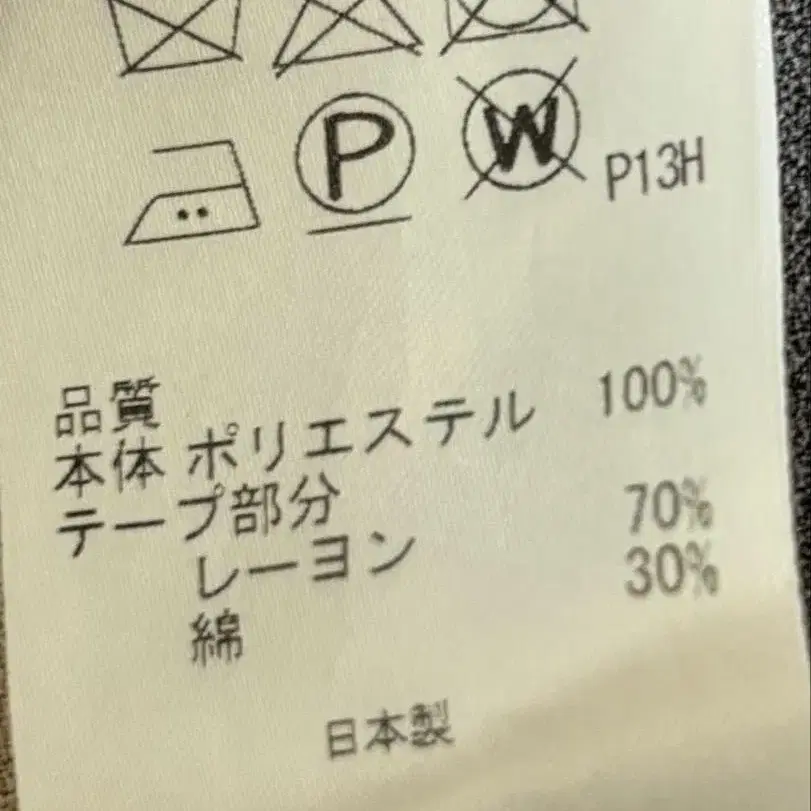 P W P13H
品質
本体 ポリエステル 100%
テープ部分
レーヨン 70%
綿 30%
日本製